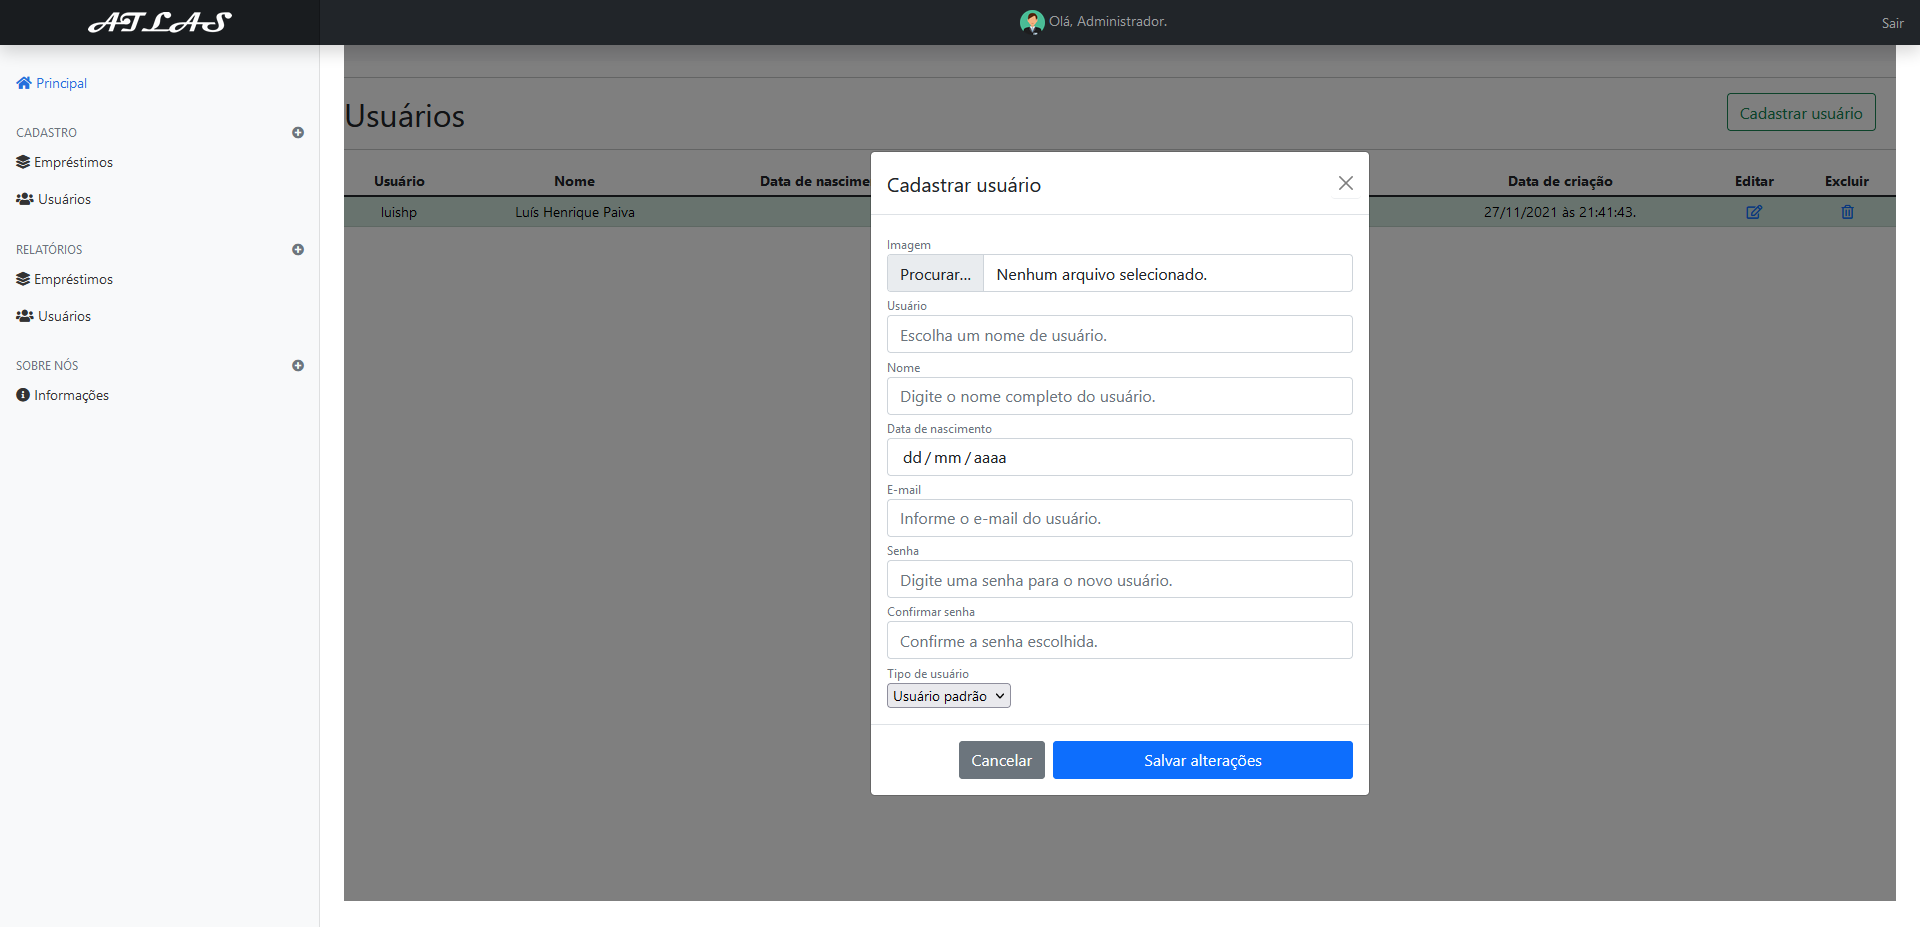 ATLAS
Olá, Administrador.
Sair
Principal
CADASTRO
Empréstimos
Usuários
RELATÓRIOS
Empréstimos
Usuários
SOBRE NÓS
Informações
Usuários
Cadastrar usuário
Usuário Nome Data de nascime Data de criação Editar Excluir
luishp Luís Henrique Paiva 27/11/2021 às 21:41:43.
Cadastrar usuário
Imagem
Procurar... Nenhum arquivo selecionado.
Usuário
Escolha um nome de usuário.
Nome
Digite o nome completo do usuário.
Data de nascimento
dd/mm/aaaa
E-mail
Informe o e-mail do usuário.
Senha
Digite uma senha para o novo usuário.
Confirmar senha
Confirme a senha escolhida.
Tipo de usuário
Usuário padrão
Cancelar Salvar alterações